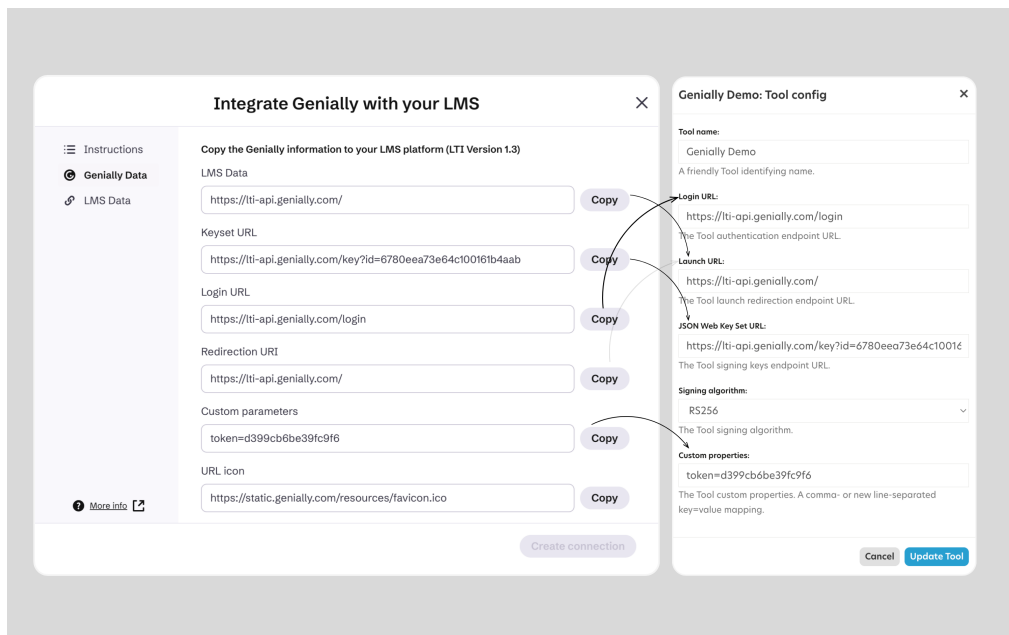 Integrate Genially with your LMS
Instructions
Genially Data
LMS Data
More info
Copy the Genially information to your LMS platform (LTI Version 1.3)
LMS Data
https://lti-api.genially.com/
Copy
Keyset URL
https://lti-api.genially.com/key?id=6780eea73e64c100161b4aab
Copy
Login URL
https://lti-api.genially.com/login
Copy
Redirection URI
https://lti-api.genially.com/
Copy
Custom parameters
token=d399cb6be39fc9f6
Copy
URL icon
https://static.genially.com/resources/favicon.ico
Copy
Create connection
Genially Demo: Tool config
Tool name:
Genially Demo
A friendly Tool identifying name.
Login URL:
https://lti-api.genially.com/login
The Tool authentication endpoint URL.
Launch URL:
https://lti-api.genially.com/
The Tool launch redirection endpoint URL.
JSON Web Key Set URL:
https://lti-api.genially.com/key?id=6780eea73e64c10016
The Tool signing keys endpoint URL.
Signing algorithm:
RS256
The Tool signing algorithm.
Custom properties:
token=d399cb6be39fc9f6
The Tool custom properties. A comma- or new line-separated
key=value mapping.
Cancel
Update Tool